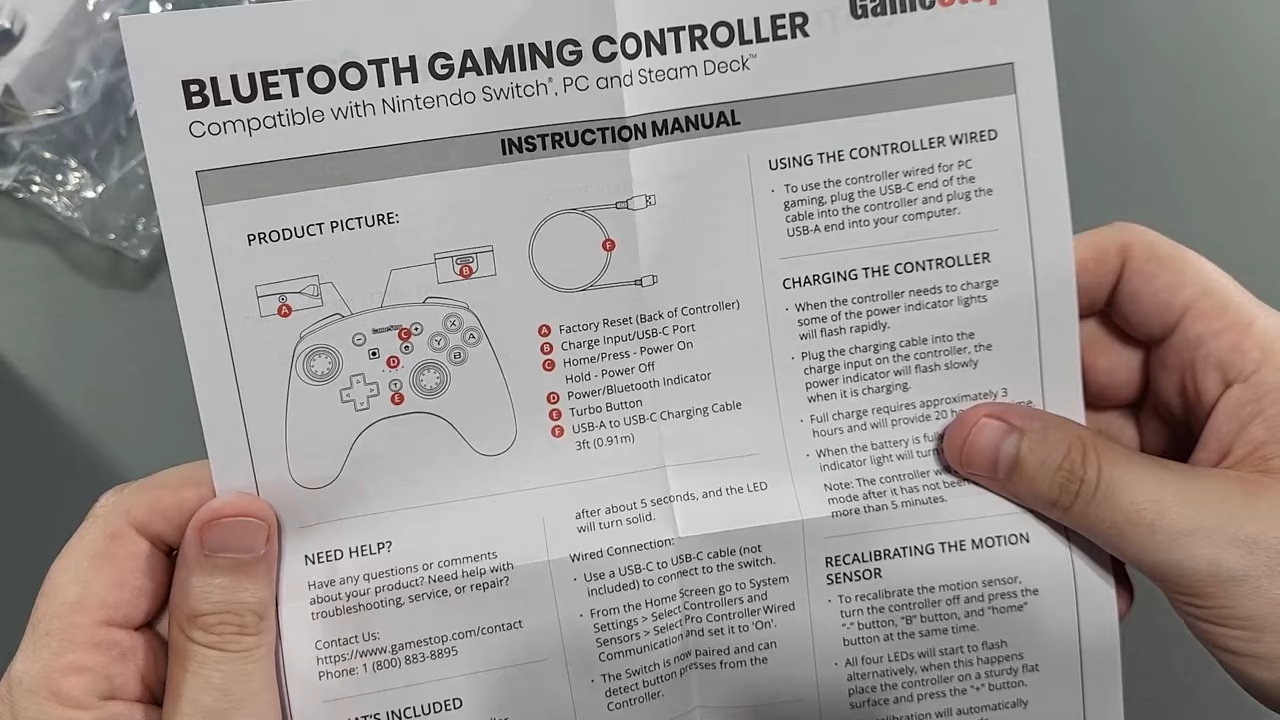 GameStop
BLUETOOTH GAMING CONTROLLER
Compatible with Nintendo Switch®, PC and Steam Deck™
INSTRUCTION MANUAL
PRODUCT PICTURE:
A
B
F
GameStop
C
D
E
X
Y
A
B
T
A Factory Reset (Back of Controller)
B Charge Input/USB-C Port
C Home/Press - Power On
Hold - Power Off
D Power/Bluetooth Indicator
E Turbo Button
F USB-A to USB-C Charging Cable
3ft (0.91m)
NEED HELP?
Have any questions or comments
about your product? Need help with
troubleshooting, service, or repair?
Contact Us:
https://www.gamestop.com/contact
Phone: 1 (800) 883-8895
WHAT'S INCLUDED
after about 5 seconds, and the LED
will turn solid.
Wired Connection:
· Use a USB-C to USB-C cable (not
included) to connect to the switch.
· From the Home Screen go to System
Settings > Select Controllers and
Sensors > Select Pro Controller Wired
Communication and set it to 'On'.
· The Switch is now paired and can
detect button presses from the
Controller.
USING THE CONTROLLER WIRED
· To use the controller wired for PC
gaming, plug the USB-C end of the
cable into the controller and plug the
USB-A end into your computer.
CHARGING THE CONTROLLER
· When the controller needs to charge
some of the power indicator lights
will flash rapidly.
· Plug the charging cable into the
charge input on the controller, the
power indicator will flash slowly
when it is charging.
· Full charge requires approximately 3
hours and will provide 20
· When the battery is
indicator light will turn
Note: The controller
mode after it has not been
more than 5 minutes.
RECALIBRATING THE MOTION
SENSOR
· To recalibrate the motion sensor,
turn the controller off and press the
"-" button, "B" button, and "home"
button at the same time.
· All four LEDs will start to flash
alternatively, when this happens
place the controller on a sturdy flat
surface and press the "+" button.
will automatically